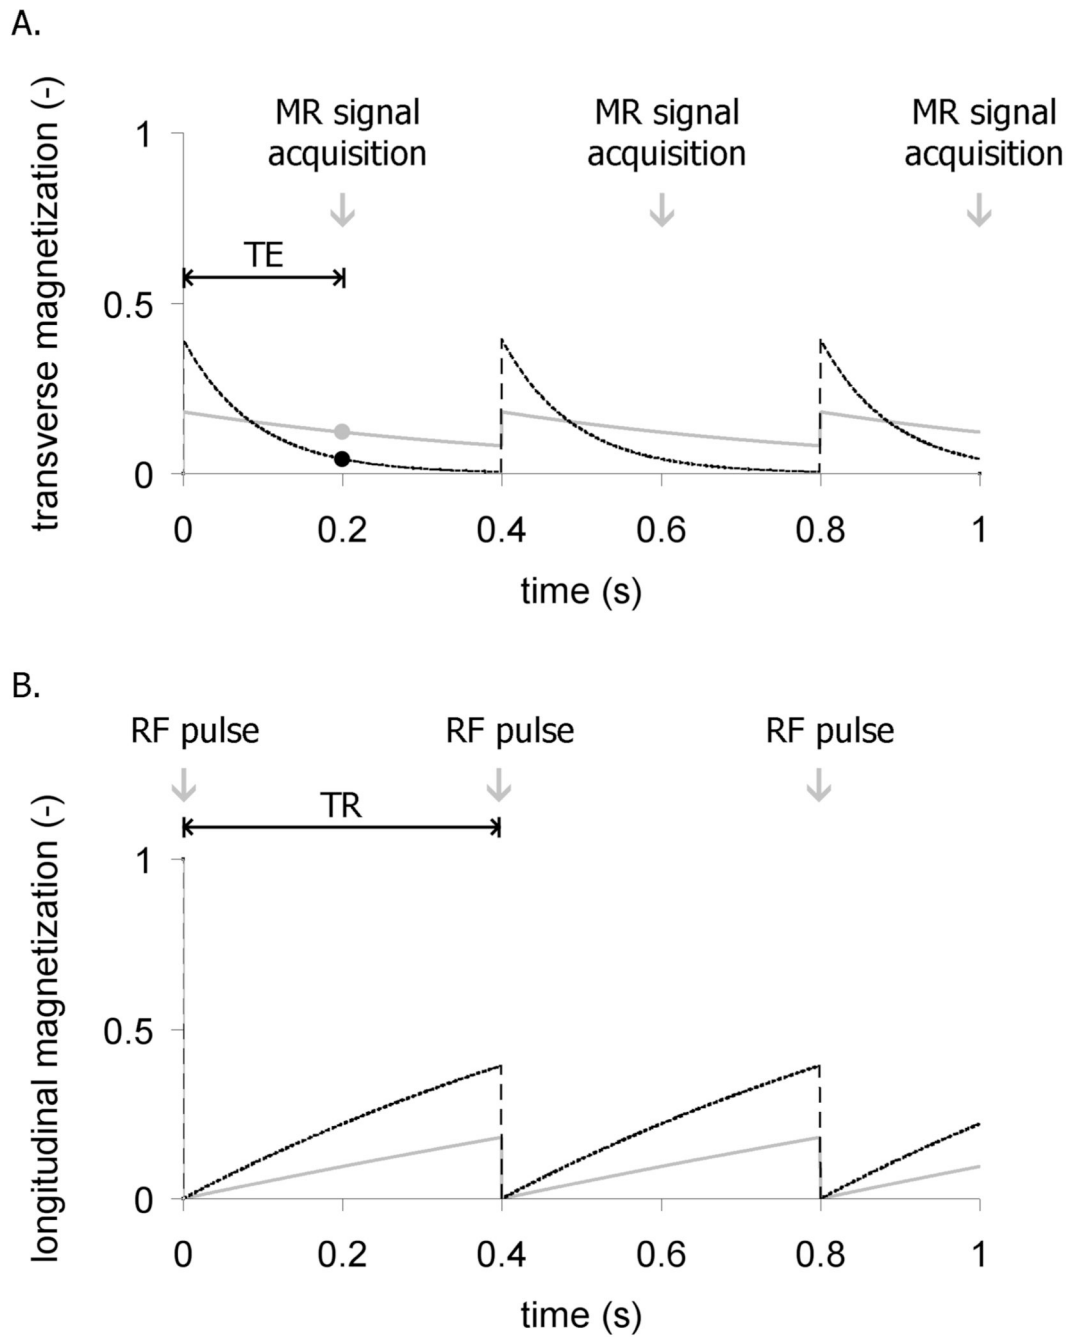 A.
transverse magnetization (-)
MR signal
acquisition
MR signal
acquisition
MR signal
acquisition
1
TE
0.5
0
0 0.2 0.4 0.6 0.8 1
time (s)
B.
RF pulse RF pulse RF pulse
TR
longitudinal magnetization (-)
1
0.5
0
0 0.2 0.4 0.6 0.8 1
time (s)